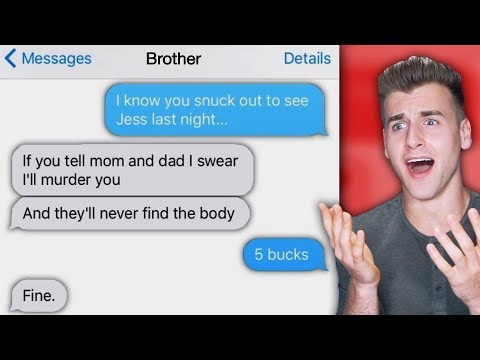 Messages
Brother
Details
I know you snuck out to see
Jess last night...
If you tell mom and dad I swear
I'll murder you
And they'll never find the body
5 bucks
Fine.